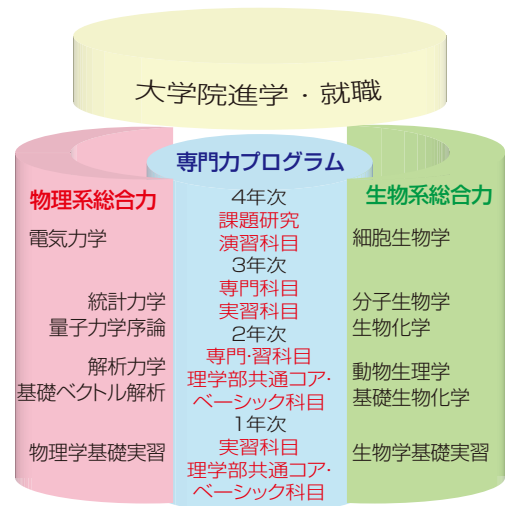 大学院進学・就職
専門力プログラム
物理系総合力
電気力学
統計力学
量子力学序論
解析力学
基礎ベクトル解析
物理学基礎実習
4年次
課題研究
演習科目
3年次
専門科目
実習科目
2年次
専門・習科目
理学部共通コア・
ベーシック科目
1年次
実習科目
理学部共通コア・
ベーシック科目
生物系総合力
細胞生物学
分子生物学
生物化学
動物生理学
基礎生物化学
生物学基礎実習